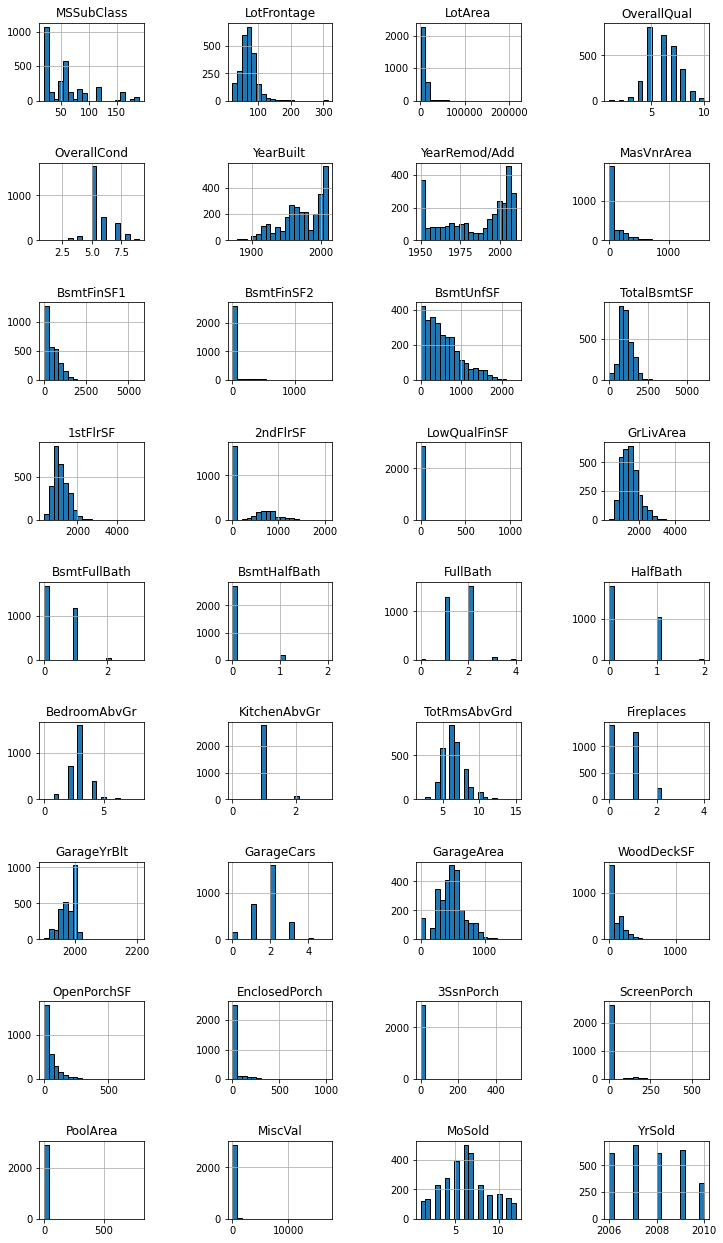 MSSubClass LotFrontage LotArea OverallQual
1000 500 0 50 100 150
750 500 250 0 100 200 300
2000 1000 0 0 100000 200000
500 0 5 10
OverallCond YearBuilt YearRemod/Add MasVnrArea
1000 0 2.5 5.0 7.5
400 200 0 1900 1950 2000
400 200 0 1950 1975 2000
1000 0 0 500 1000
BsmtFinSF1 BsmtFinSF2 BsmtUnfSF TotalBsmtSF
1000 500 0 0 2500 5000
2000 1000 0 0 1000
400 200 0 0 1000 2000
500 0 0 2500 5000
1stFlrSF 2ndFlrSF LowQualFinSF GrLivArea
500 0 2000 4000
1000 0 0 1000 2000
2000 0 0 500 1000
500 250 0 2000 4000
BsmtFullBath BsmtHalfBath FullBath HalfBath
1000 0 0 2
2000 1000 0 0 1 2
1000 0 0 2 4
1000 0 0 1 2
BedroomAbvGr KitchenAbvGr TotRmsAbvGrd Fireplaces
1000 0 0 5
2000 1000 0 0 2
500 0 5 10 15
1000 500 0 0 2 4
GarageYrBlt GarageCars GarageArea WoodDeckSF
1000 500 0 2000 2200
1000 0 0 2 4
400 200 0 0 1000
1000 0 0 1000
OpenPorchSF EnclosedPorch 3SsnPorch ScreenPorch
1000 0 0 500
2000 1000 0 0 500 1000
2000 0 0 200 400
2000 1000 0 0 250 500
PoolArea MiscVal MoSold YrSold
2000 0 0 500
2000 0 0 10000
400 200 0 5 10
500 250 0 2006 2008 2010